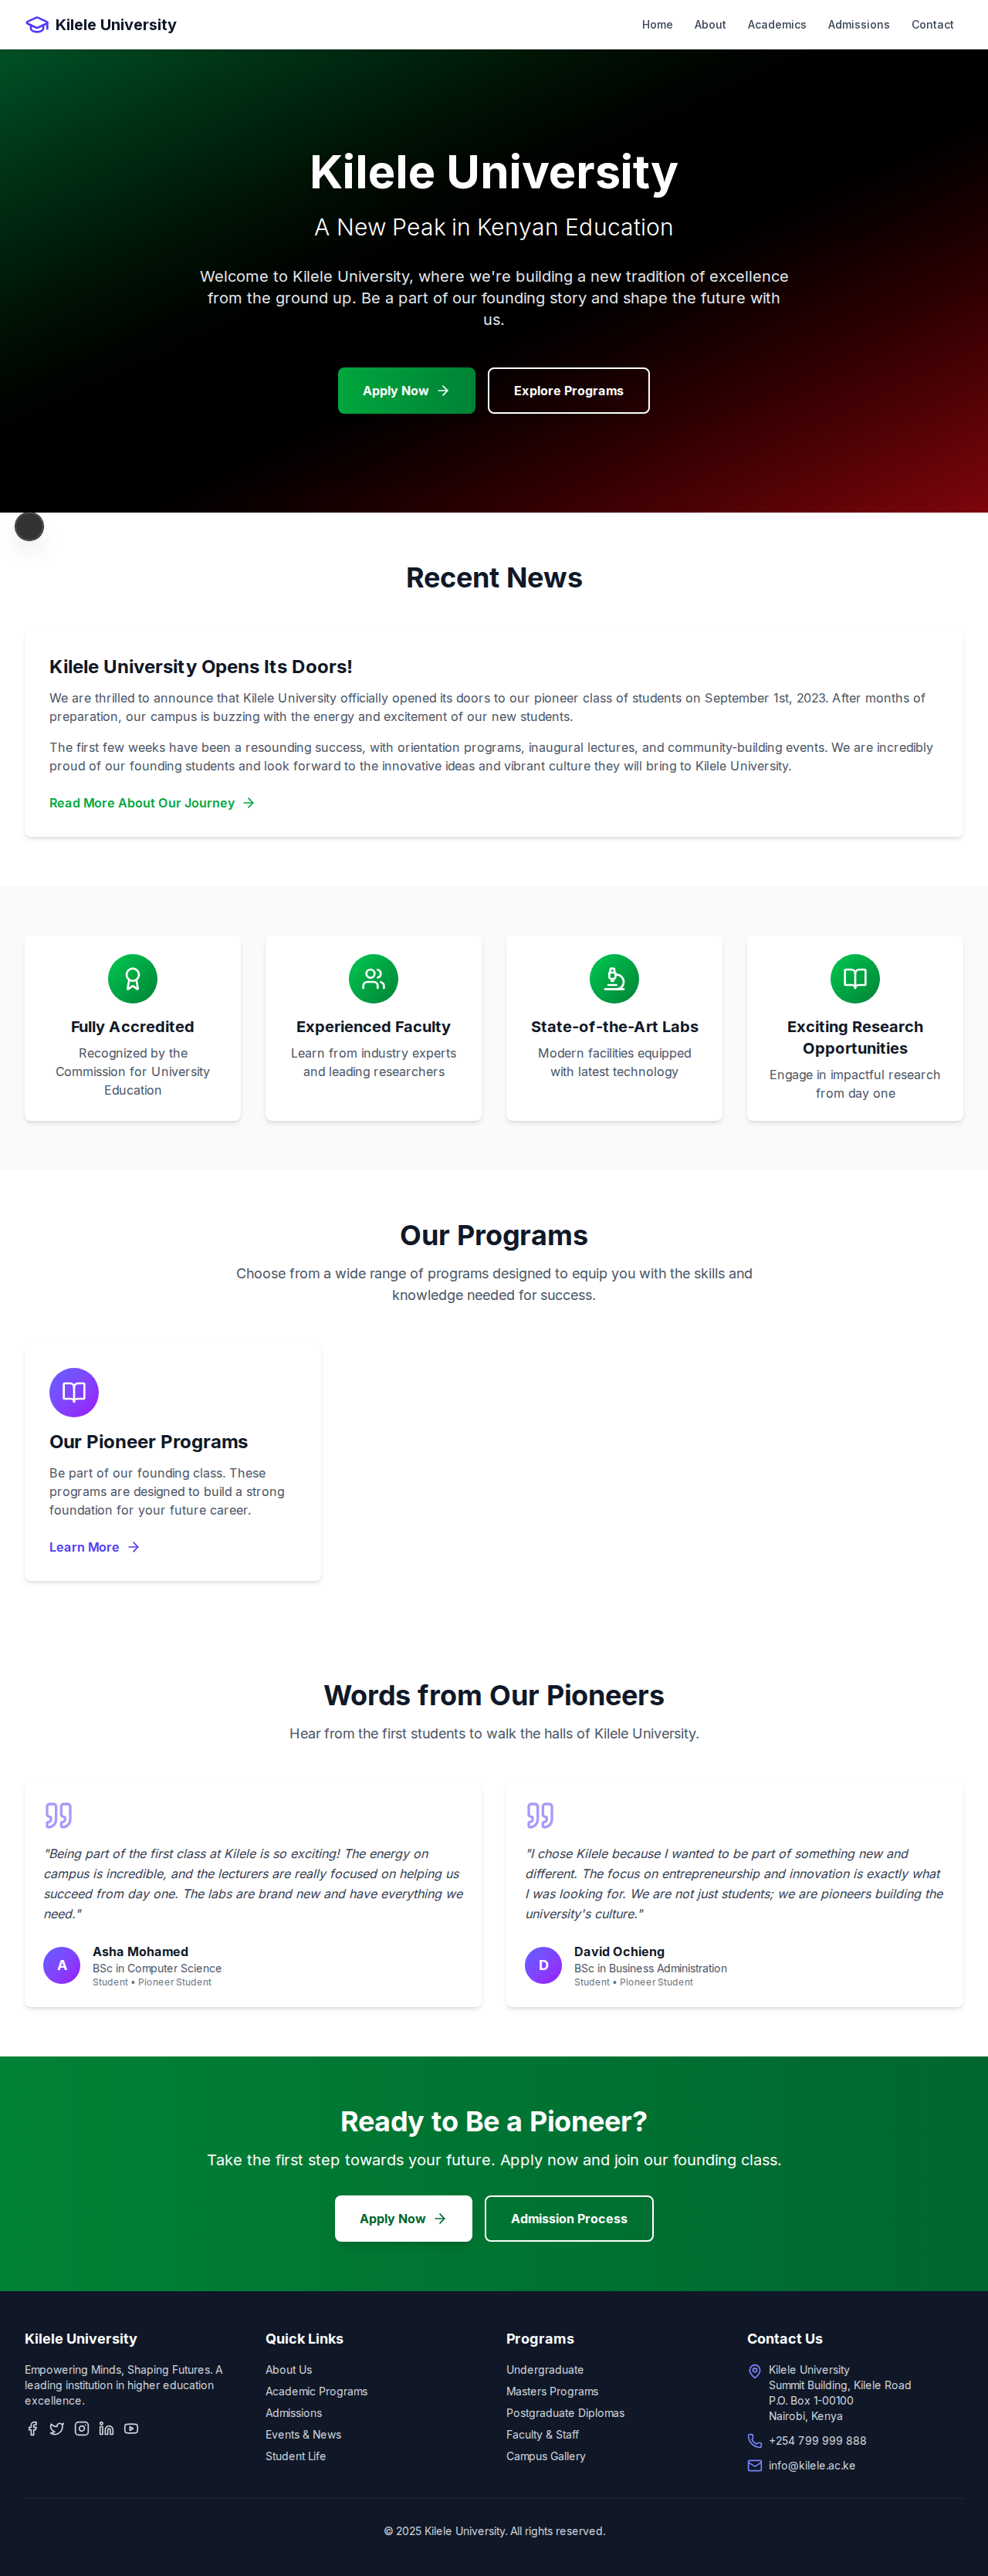 Kilele University
Home About Academics Admissions Contact
Kilele University
A New Peak in Kenyan Education
Welcome to Kilele University, where we're building a new tradition of excellence
from the ground up. Be a part of our founding story and shape the future with
us.
Apply Now
Explore Programs
Recent News
Kilele University Opens Its Doors!
We are thrilled to announce that Kilele University officially opened its doors to our pioneer class of students on September 1st, 2023. After months of
preparation, our campus is buzzing with the energy and excitement of our new students.
The first few weeks have been a resounding success, with orientation programs, inaugural lectures, and community-building events. We are incredibly
proud of our founding students and look forward to the innovative ideas and vibrant culture they will bring to Kilele University.
Read More About Our Journey
Fully Accredited
Recognized by the
Commission for University
Education
Experienced Faculty
Learn from industry experts
and leading researchers
State-of-the-Art Labs
Modern facilities equipped
with latest technology
Exciting Research
Opportunities
Engage in impactful research
from day one
Our Programs
Choose from a wide range of programs designed to equip you with the skills and
knowledge needed for success.
Our Pioneer Programs
Be part of our founding class. These
programs are designed to build a strong
foundation for your future career.
Learn More
Words from Our Pioneers
Hear from the first students to walk the halls of Kilele University.
"Being part of the first class at Kilele is so exciting! The energy on
campus is incredible, and the lecturers are really focused on helping us
succeed from day one. The labs are brand new and have everything we
need."
A
Asha Mohamed
BSc in Computer Science
Student • Pioneer Student
"I chose Kilele because I wanted to be part of something new and
different. The focus on entrepreneurship and innovation is exactly what
I was looking for. We are not just students; we are pioneers building the
university's culture."
D
David Ochieng
BSc in Business Administration
Student • Pioneer Student
Ready to Be a Pioneer?
Take the first step towards your future. Apply now and join our founding class.
Apply Now
Admission Process
Kilele University
Empowering Minds, Shaping Futures. A
leading institution in higher education
excellence.
Quick Links
About Us
Academic Programs
Admissions
Events & News
Student Life
Programs
Undergraduate
Masters Programs
Postgraduate Diplomas
Faculty & Staff
Campus Gallery
Contact Us
Kilele University
Summit Building, Kilele Road
P.O. Box 1-00100
Nairobi, Kenya
+254 799 999 888
info@kilele.ac.ke
© 2025 Kilele University. All rights reserved.